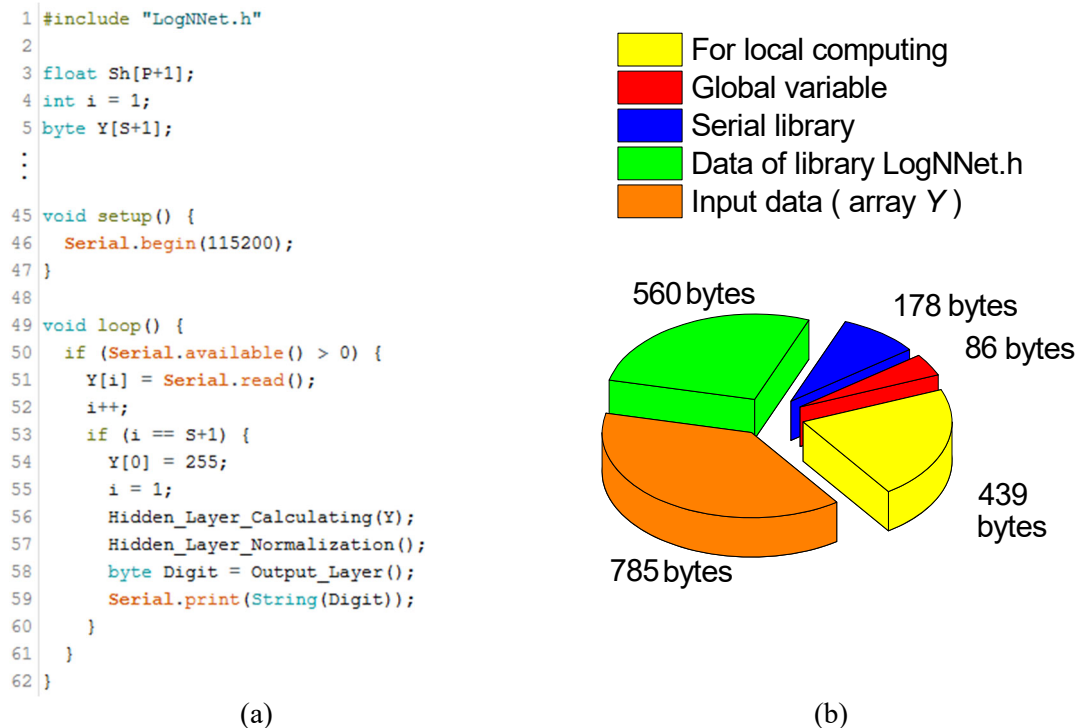 1 #include "LogNNet.h"
2
3 float Sh[P+1];
4 int i = 1;
5 byte Y[S+1];
⋮
45 void setup() {
46   Serial.begin(115200);
47 }
48
49 void loop() {
50   if (Serial.available() > 0) {
51     Y[i] = Serial.read();
52     i++;
53     if (i == S+1) {
54       Y[0] = 255;
55       i = 1;
56       Hidden_Layer_Calculating(Y);
57       Hidden_Layer_Normalization();
58       byte Digit = Output_Layer();
59       Serial.print(String(Digit));
60     }
61   }
62 }
(a)
For local computing
Global variable
Serial library
Data of library LogNNet.h
Input data ( array Y )
560 bytes
178 bytes
86 bytes
439
bytes
785 bytes
(b)